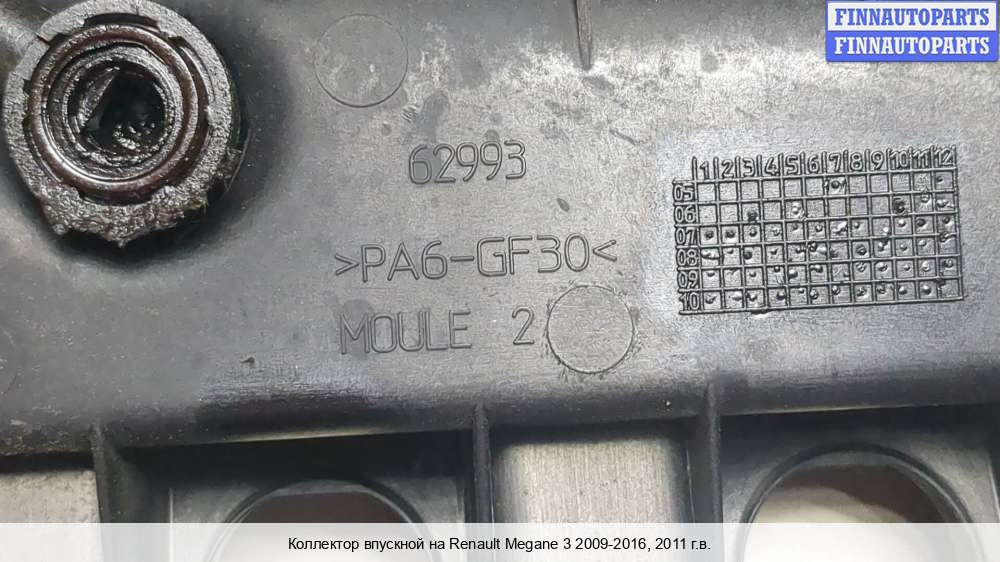 FINNAUTOPARTS
FINNAUTOPARTS
62993
1 2 3 4 5 6 7 8 9 10 11 12
05
06
07
08
09
10
>PA6-GF30<
MOULE 2
Коллектор впускной на Renault Megane 3 2009-2016, 2011 г.в.